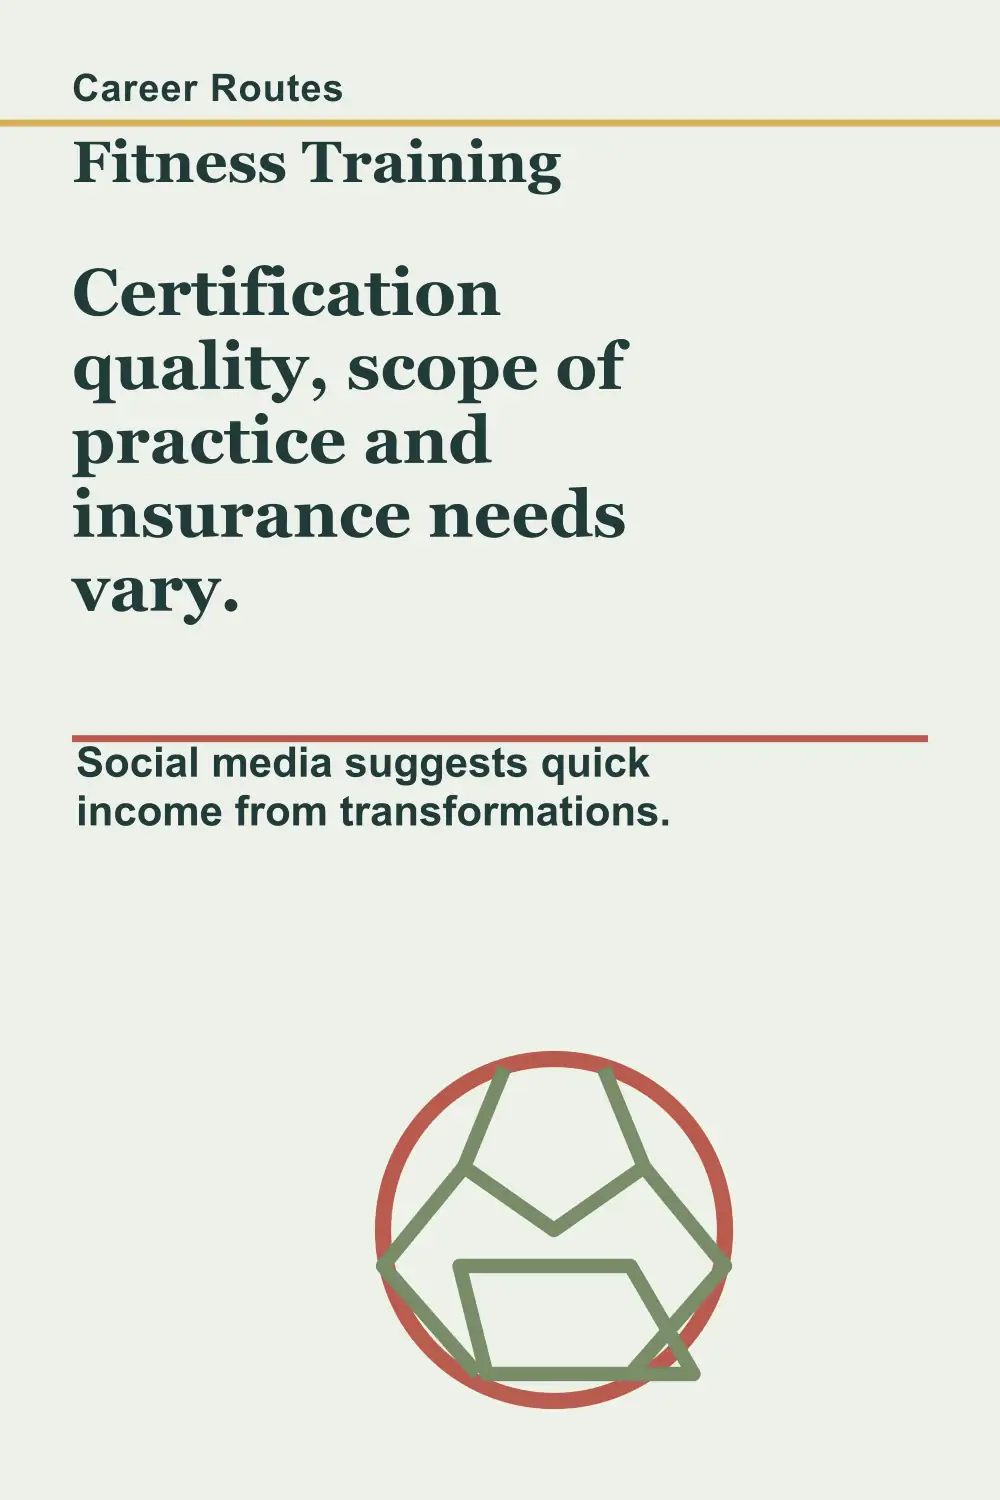 Career Routes
Fitness Training
Certification
quality, scope of
practice and
insurance needs
vary.
Social media suggests quick
income from transformations.